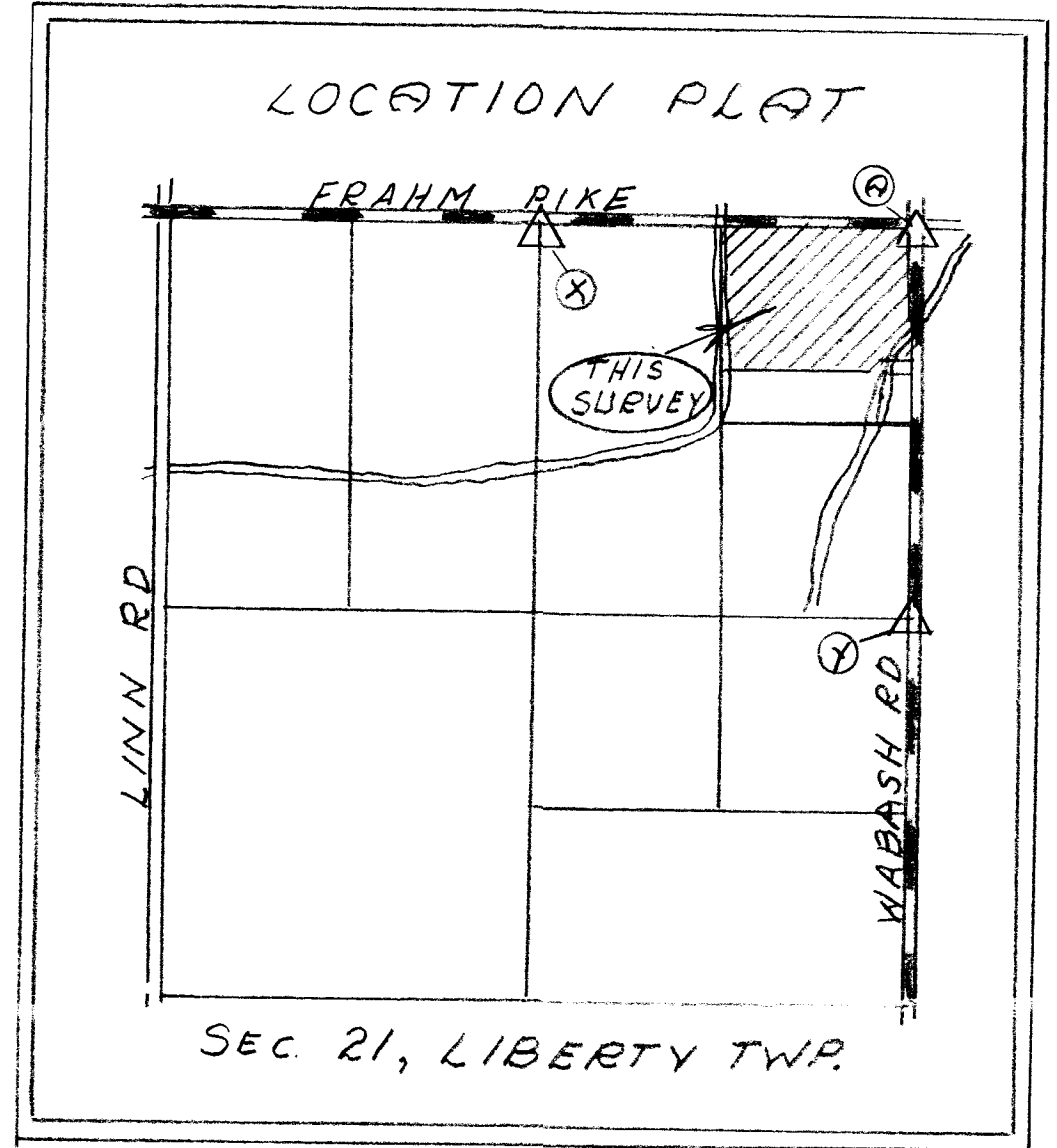 LOCATION PLAT
FRAHM PIKE
A
X
THIS
SURVEY
LINN RD
Y
WABASH RD
SEC. 21, LIBERTY TWP.